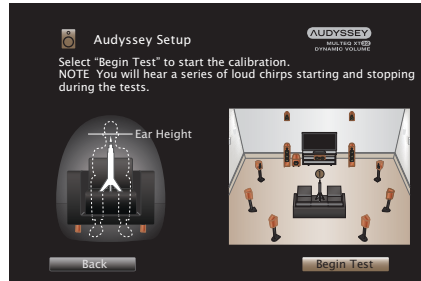 Audyssey Setup
AUDYSSEY
MULTEQ XT32
DYNAMIC VOLUME
Select “Begin Test” to start the calibration.
NOTE You will hear a series of loud chirps starting and stopping
during the tests.
Ear Height
Back
Begin Test